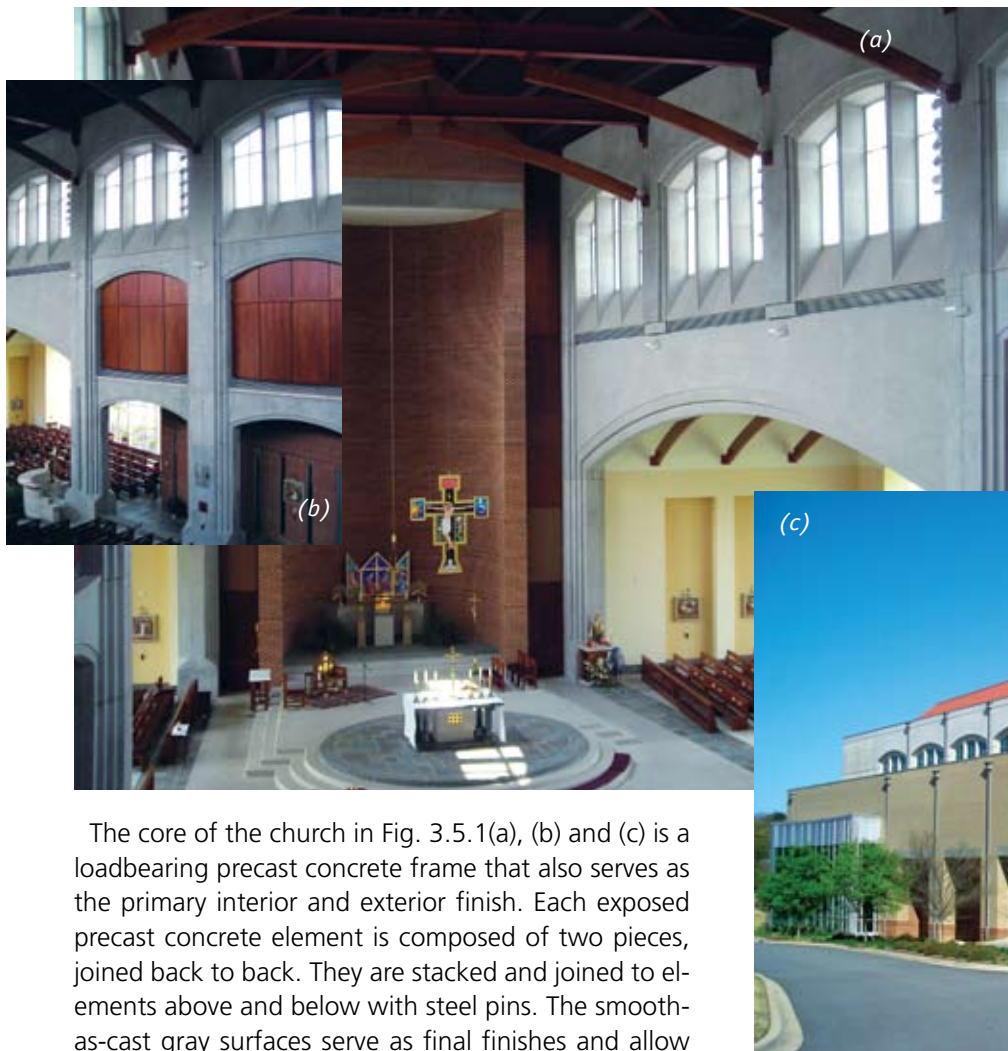 (a)
(b)
(c)
The core of the church in Fig. 3.5.1(a), (b) and (c) is a
loadbearing precast concrete frame that also serves as
the primary interior and exterior finish. Each exposed
precast concrete element is composed of two pieces,
joined back to back. They are stacked and joined to el-
ements above and below with steel pins. The smooth-
as-cast gray surfaces serve as final finishes and allow